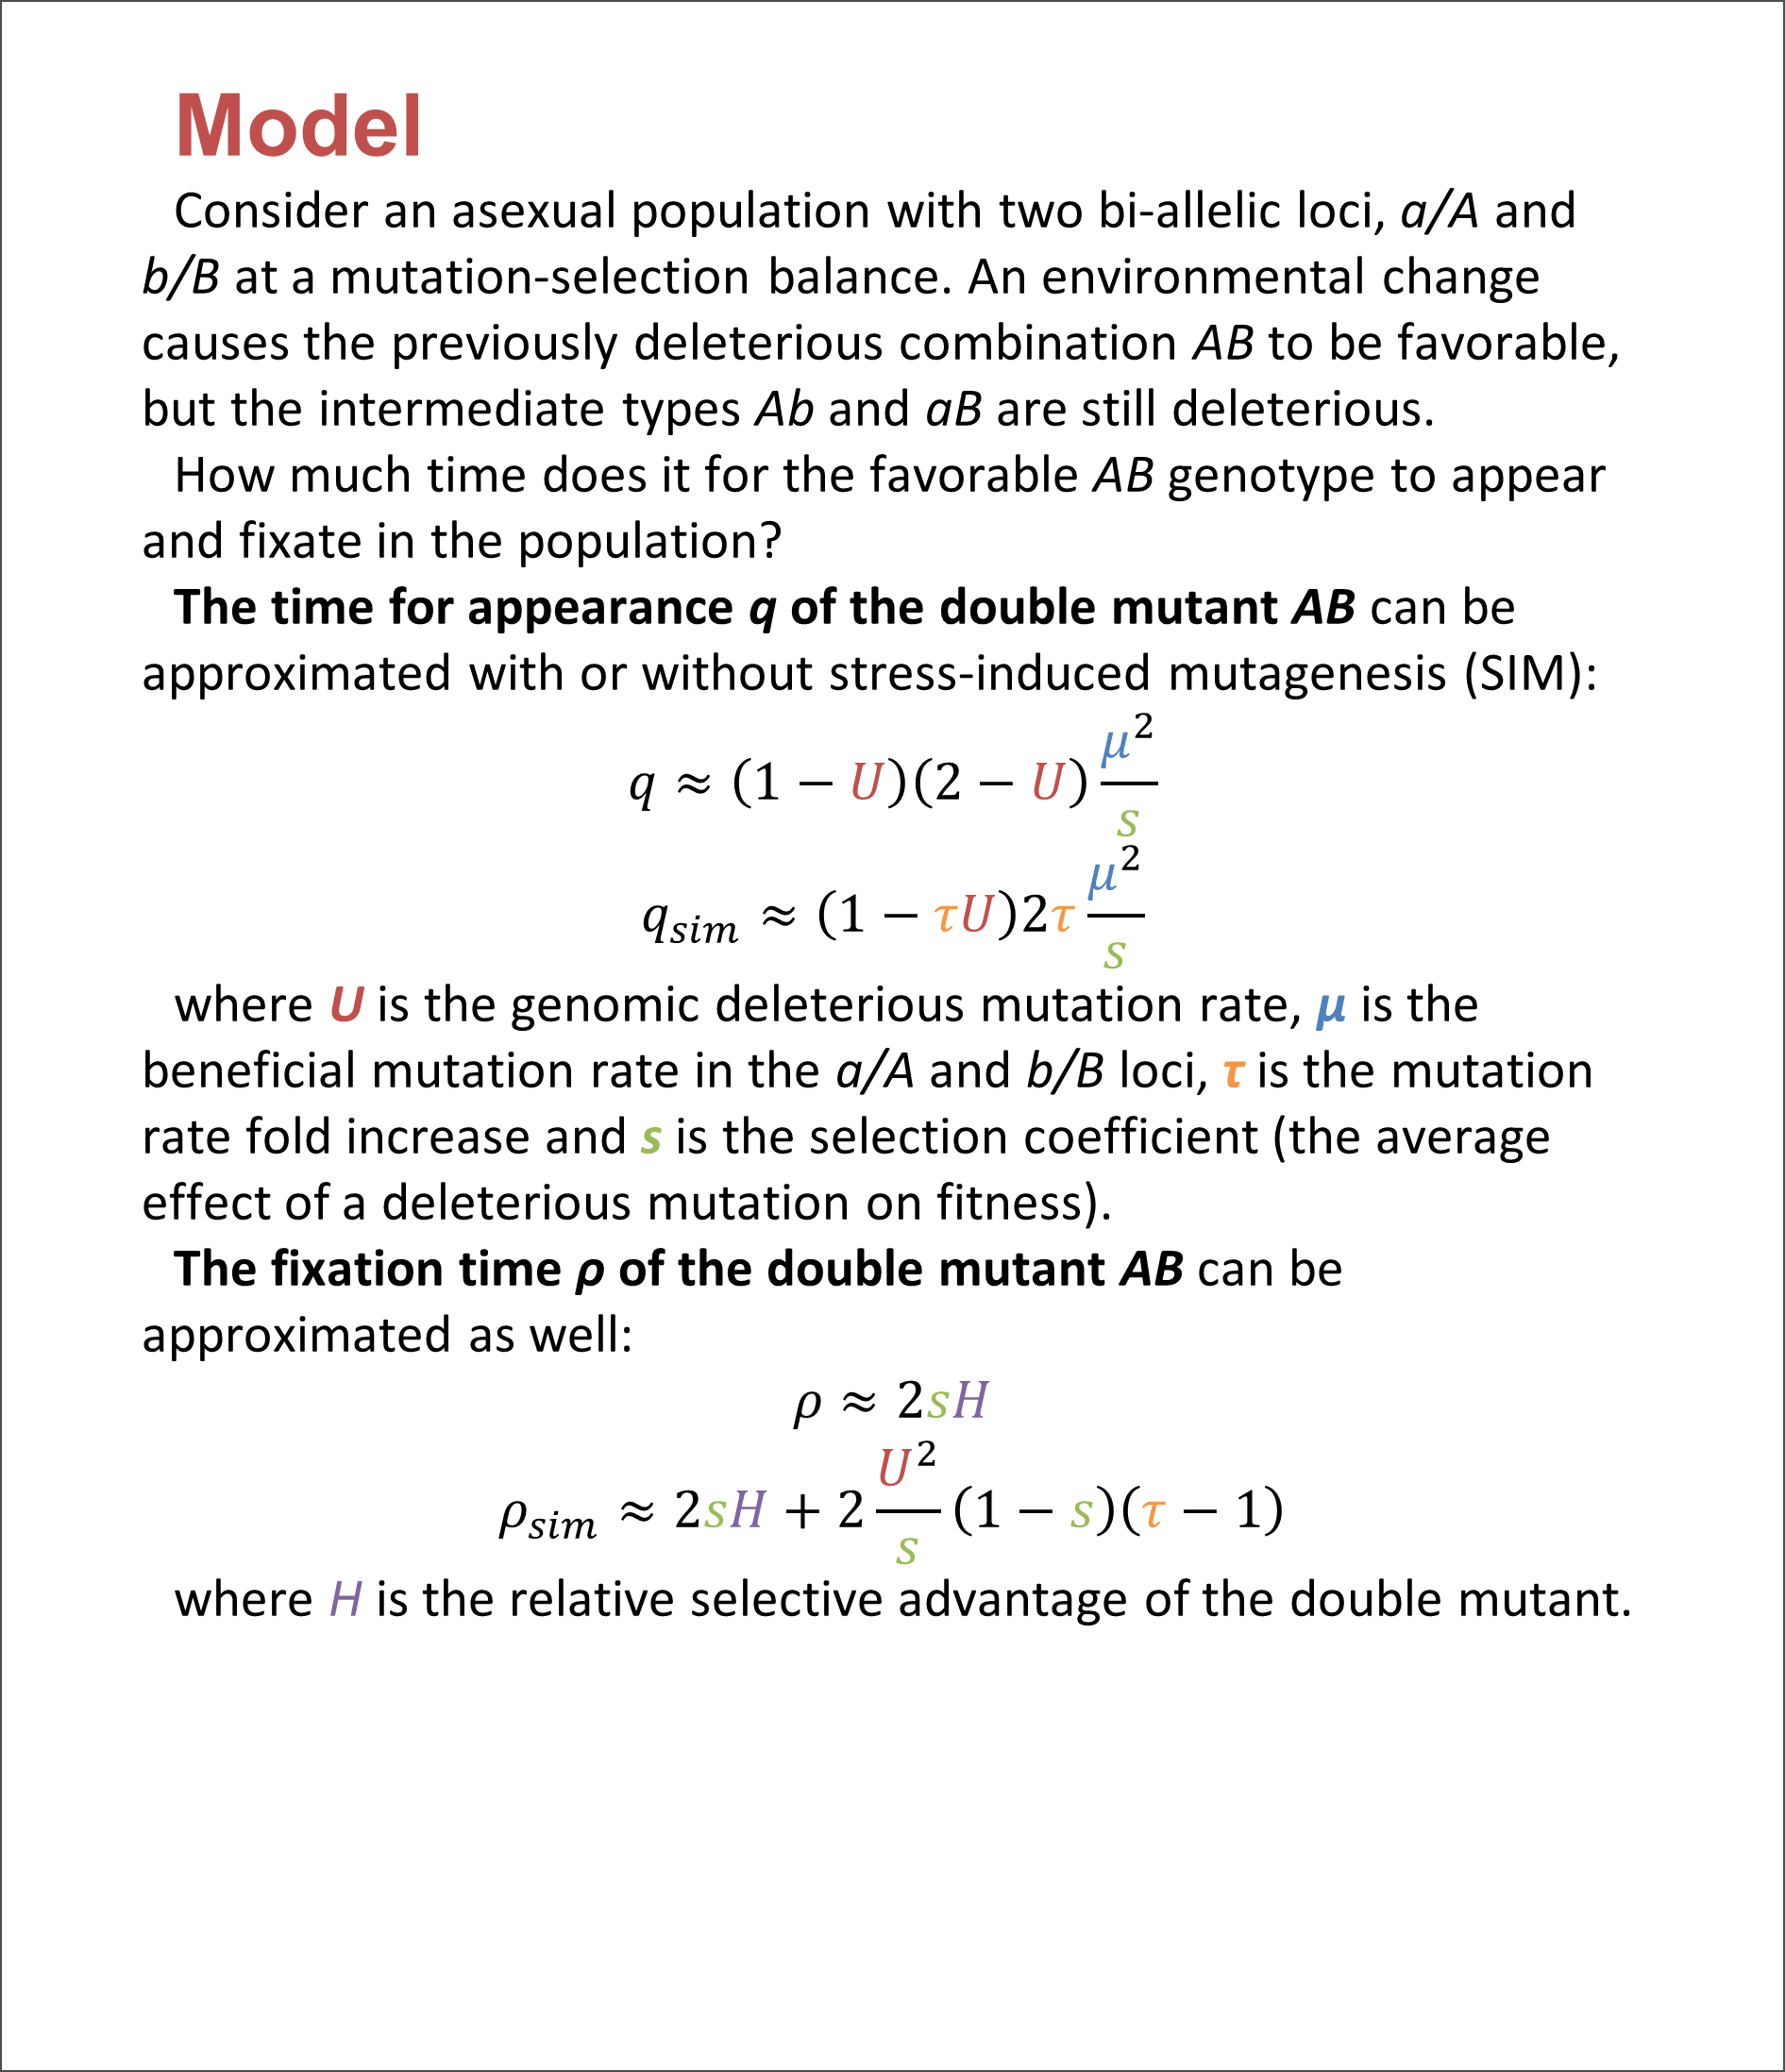 Model
Consider an asexual population with two bi-allelic loci, a/A and
b/B at a mutation-selection balance. An environmental change
causes the previously deleterious combination AB to be favorable,
but the intermediate types Ab and aB are still deleterious.
How much time does it for the favorable AB genotype to appear
and fixate in the population?
The time for appearance q of the double mutant AB can be
approximated with or without stress-induced mutagenesis (SIM):
q ≈ (1 − U)(2 − U) μ²/s
q_sim ≈ (1 − τU)2τ μ²/s
where U is the genomic deleterious mutation rate, μ is the
beneficial mutation rate in the a/A and b/B loci, τ is the mutation
rate fold increase and s is the selection coefficient (the average
effect of a deleterious mutation on fitness).
The fixation time ρ of the double mutant AB can be
approximated as well:
ρ ≈ 2sH
ρ_sim ≈ 2sH + 2 U²/s (1 − s)(τ − 1)
where H is the relative selective advantage of the double mutant.